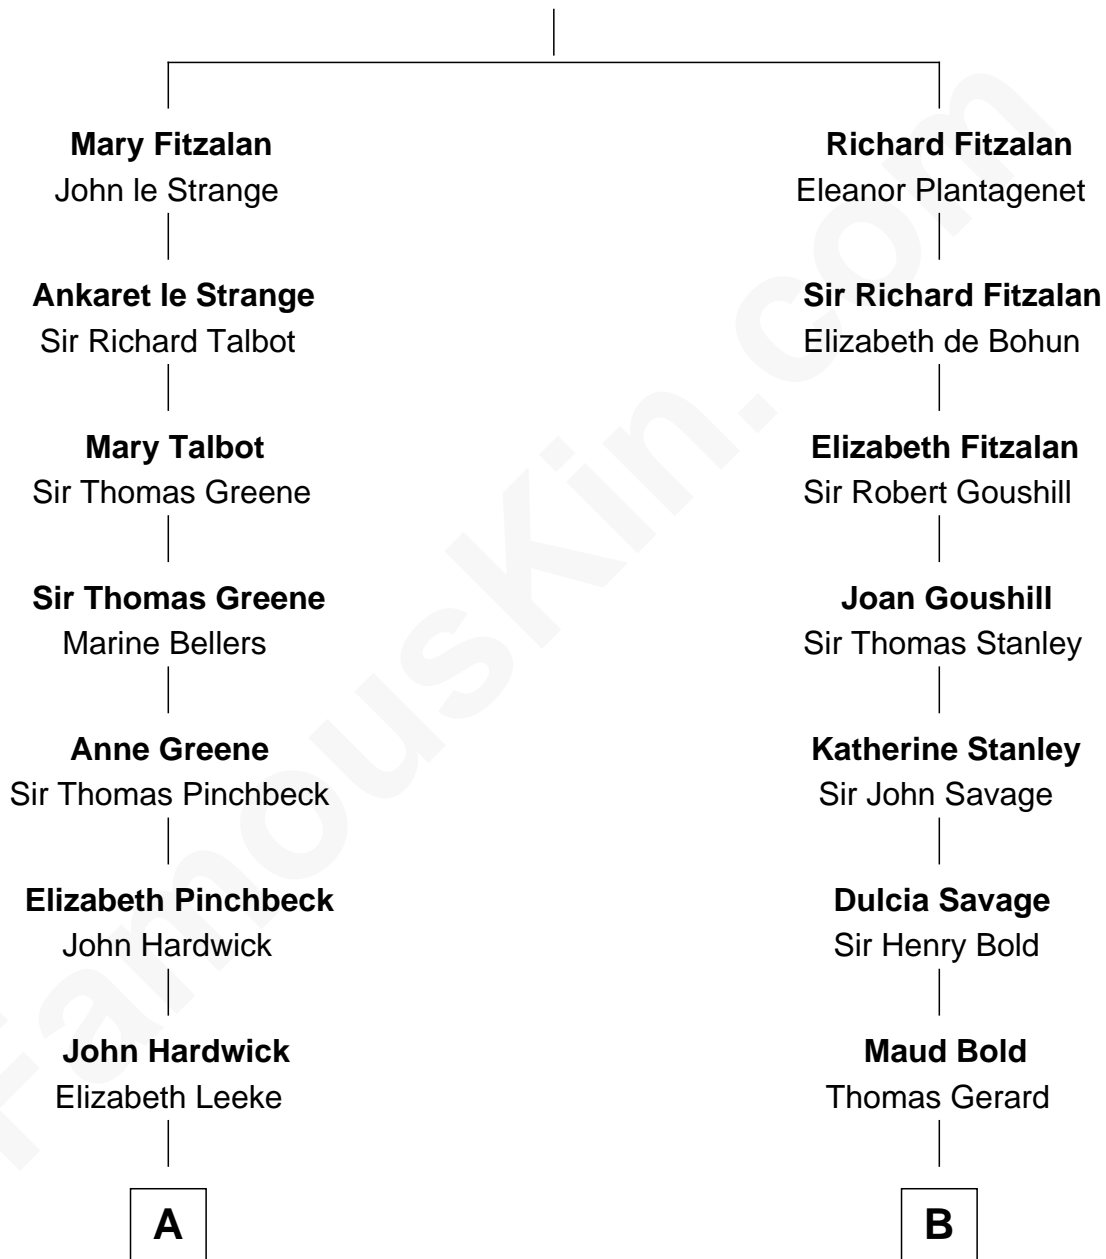 Mary Fitzalan
John le Strange
Ankaret le Strange
Sir Richard Talbot
Mary Talbot
Sir Thomas Greene
Sir Thomas Greene
Marine Bellers
Anne Greene
Sir Thomas Pinchbeck
Elizabeth Pinchbeck
John Hardwick
John Hardwick
Elizabeth Leeke
A
Richard Fitzalan
Eleanor Plantagenet
Sir Richard Fitzalan
Elizabeth de Bohun
Elizabeth Fitzalan
Sir Robert Goushill
Joan Goushill
Sir Thomas Stanley
Katherine Stanley
Sir John Savage
Dulcia Savage
Sir Henry Bold
Maud Bold
Thomas Gerard
B
FamousKin.com